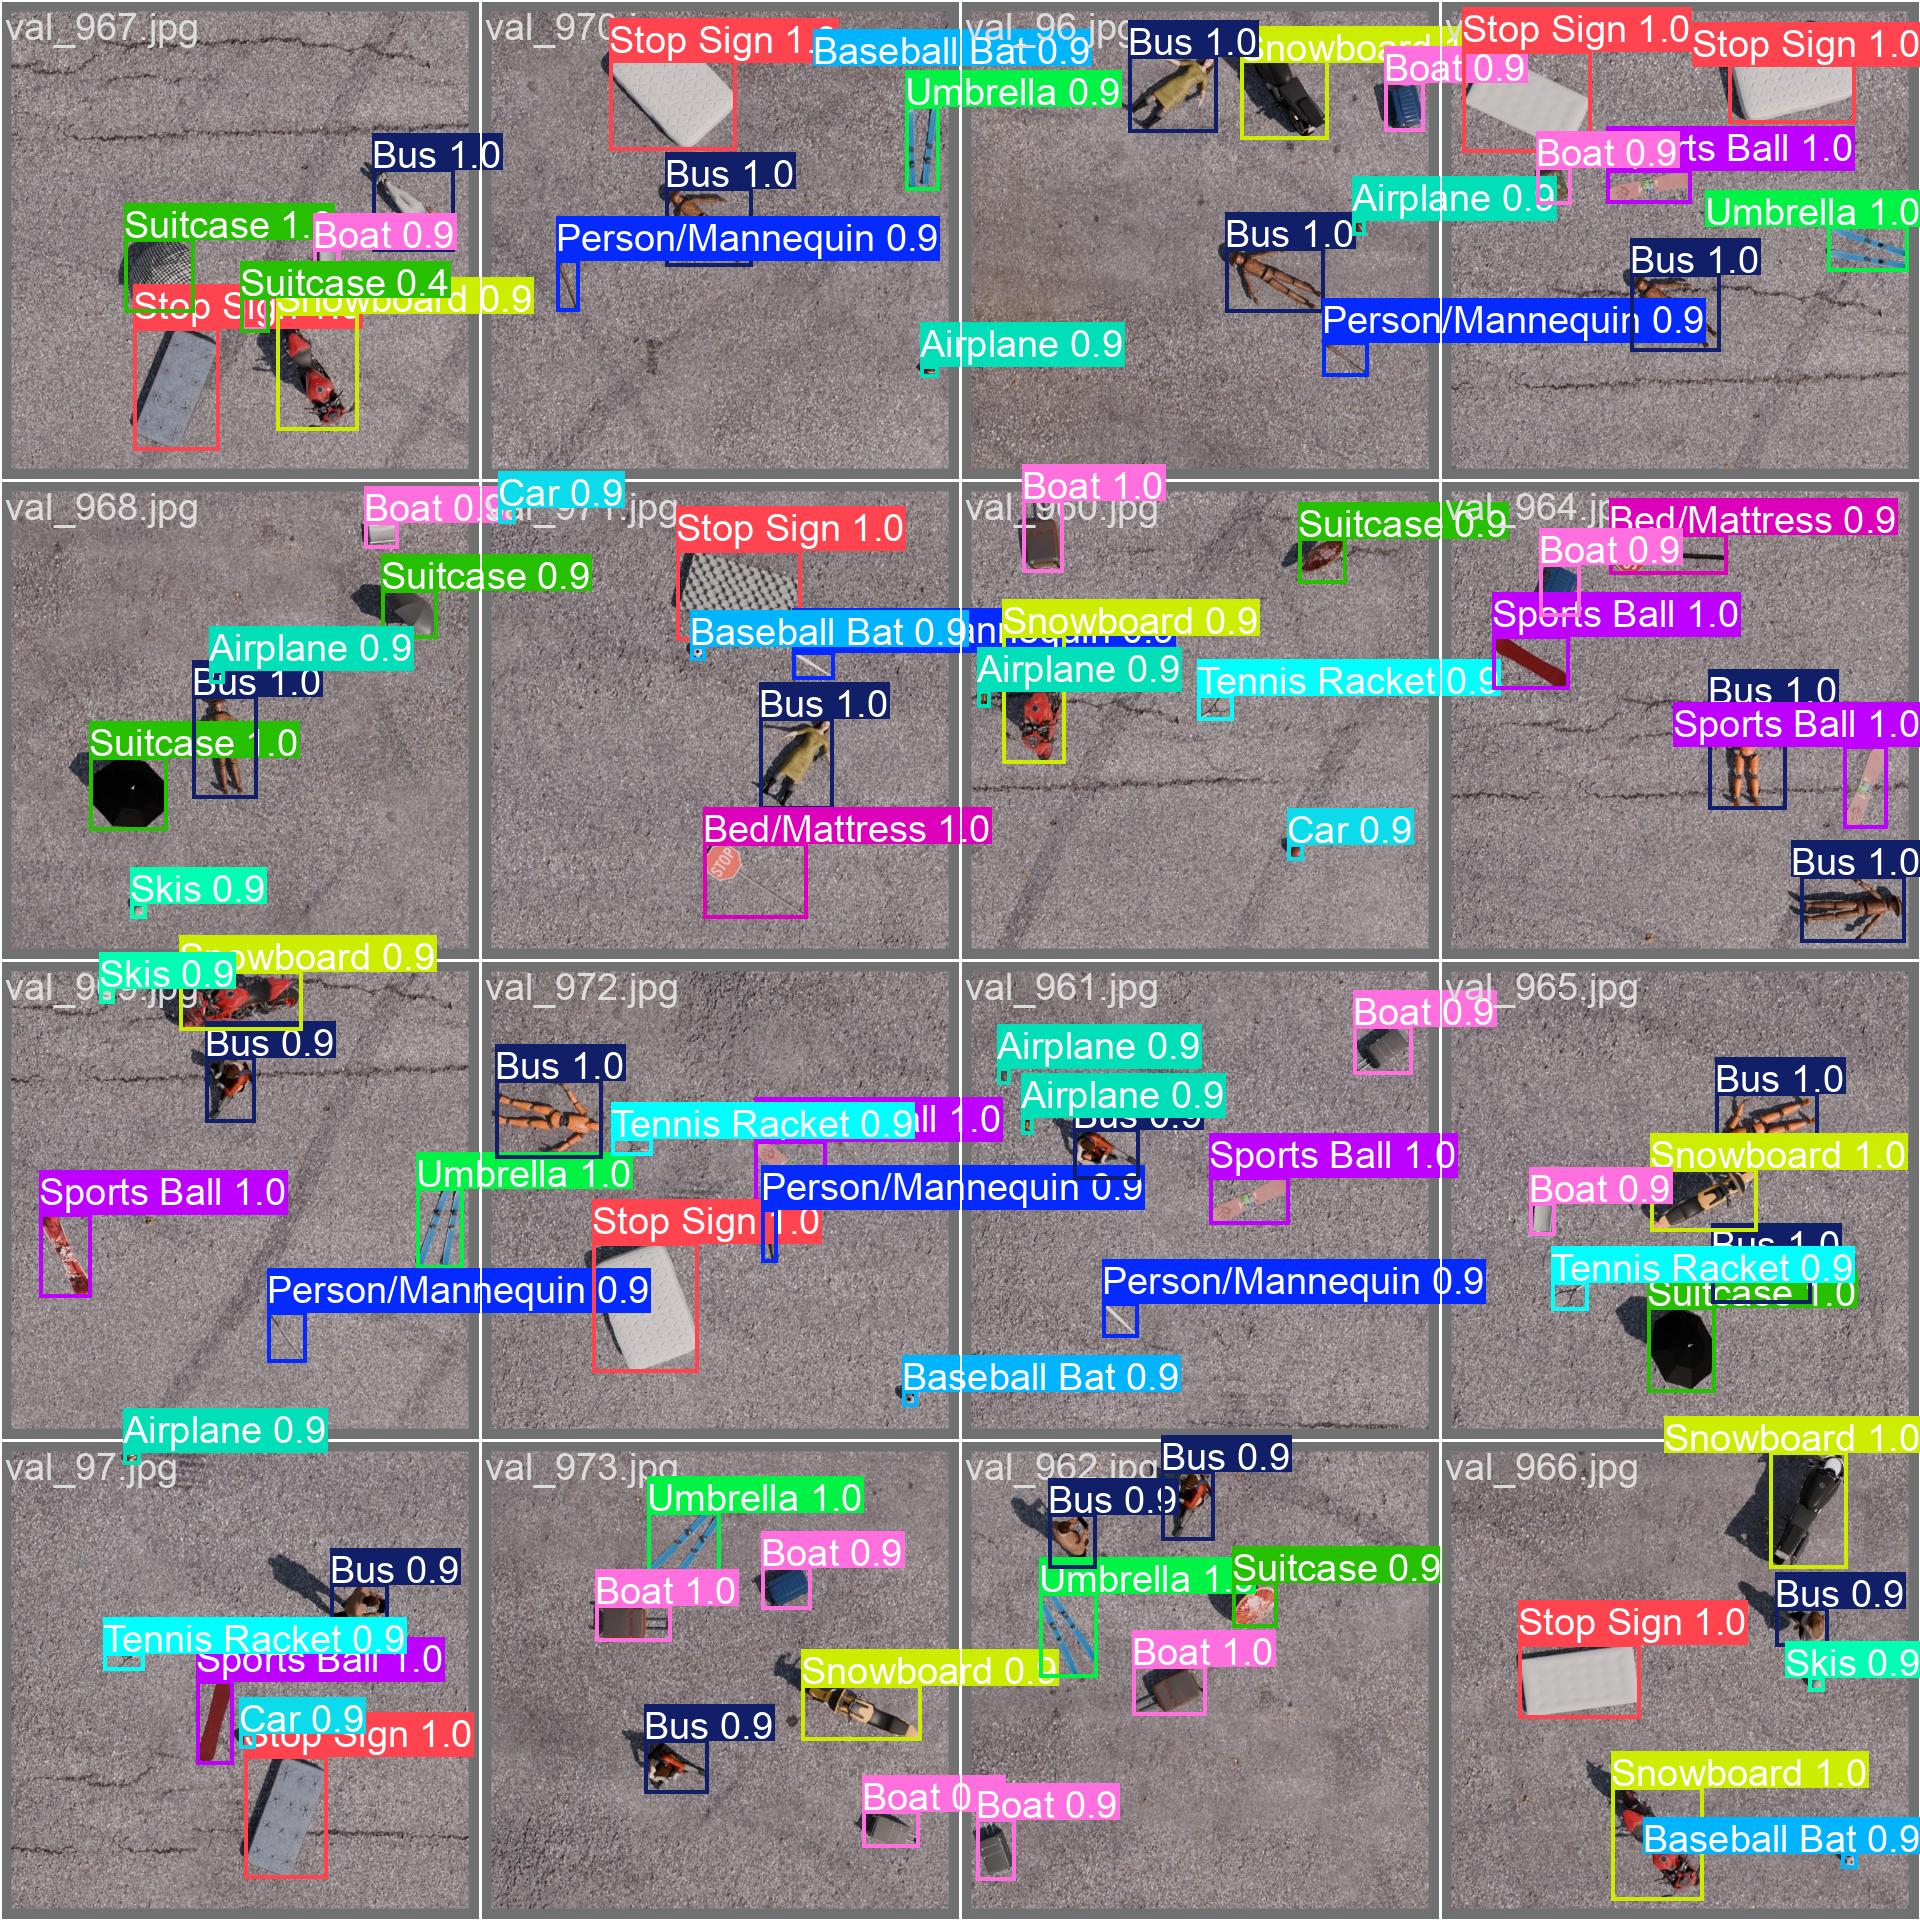 val_967.jpg
Bus 1.0
Suitcase 1.
Boat 0.9
Suitcase 0.4
Stop Sig
Snowboard 0.9
val_970
Stop Sign 1.
Baseball Bat 0.9
Umbrella 0.9
Bus 1.0
Person/Mannequin 0.9
Airplane 0.9
val_96.jpg
Bus 1.0
Snowboard 1
Boat 0.9
Airplane 0.9
Bus 1.0
Person/Mannequin 0.9
Stop Sign 1.0
Stop Sign 1.0
Boat 0.9
rts Ball 1.0
Umbrella 1.0
Bus 1.0
val_968.jpg
Boat 0.9
Suitcase 0.9
Airplane 0.9
Bus 1.0
Suitcase 1.0
Skis 0.9
Car 0.9
Stop Sign 1.0
Baseball Bat 0.9
Bus 1.0
Bed/Mattress 1.0
STOP
Boat 1.0
val_960.jpg
Suitcase 0.9
Snowboard 0.9
Airplane 0.9
Tennis Racket 0.9
Car 0.9
val_964.jp
Bed/Mattress 0.9
Boat 0.9
Sports Ball 1.0
Bus 1.0
Sports Ball 1.0
Bus 1.0
Snowboard 0.9
Skis 0.9
Bus 0.9
Sports Ball 1.0
Umbrella 1.0
Person/Mannequin 0.9
val_972.jpg
Bus 1.0
Tennis Racket 0.9
all 1.0
Person/Mannequin 0.9
Stop Sign 1.0
Baseball Bat 0.9
val_961.jpg
Boat 0.9
Airplane 0.9
Airplane 0.9
Bus 0.9
Sports Ball 1.0
Person/Mannequin 0.9
val_965.jpg
Bus 1.0
Snowboard 1.0
Boat 0.9
Bus 1.0
Tennis Racket 0.9
Suitcase 1.0
Airplane 0.9
val_97.jpg
Bus 0.9
Tennis Racket 0.9
Sports Ball 1.0
Car 0.9
Stop Sign 1.0
val_973.jpg
Umbrella 1.0
Boat 0.9
Boat 1.0
Snowboard 0.9
Bus 0.9
Boat 0
val_962.jpg
Bus 0.9
Bus 0.9
Umbrella 1.
Suitcase 0.9
Boat 1.0
Boat 0.9
Snowboard 1.0
val_966.jpg
Bus 0.9
Stop Sign 1.0
Skis 0.9
Snowboard 1.0
Baseball Bat 0.9